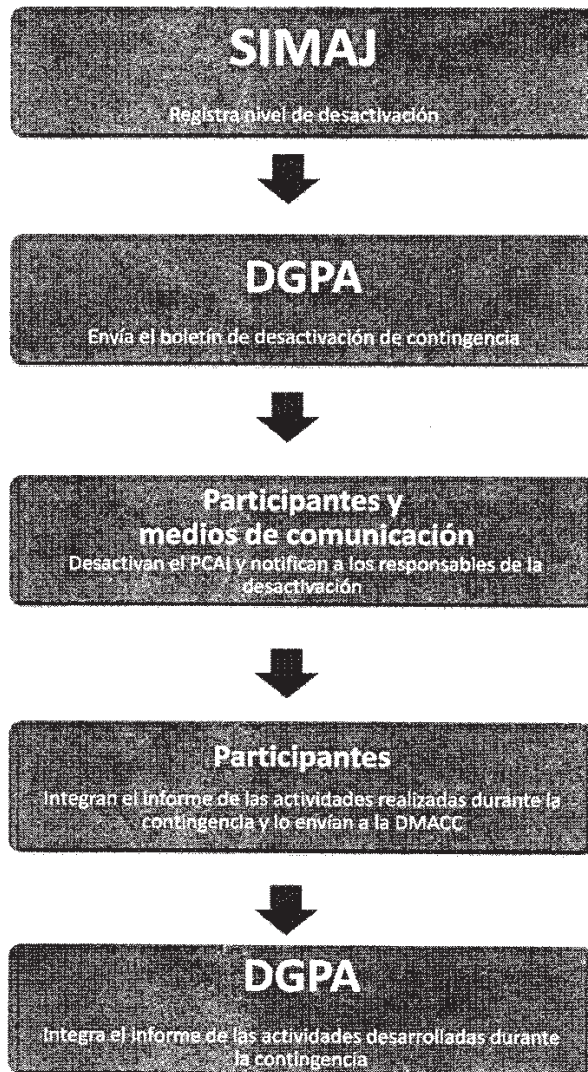 SIMAJ
Registra nivel de desactivación
DGPA
Envía el boletín de desactivación de contingencia
Participantes y
medios de comunicación
Desactivan el PCAI y notifican a los responsables de la
desactivación
Participantes
Integran el informe de las actividades realizadas durante la
contingencia y lo envían a la DMACC
DGPA
Integra el informe de las actividades desarrolladas durante
la contingencia